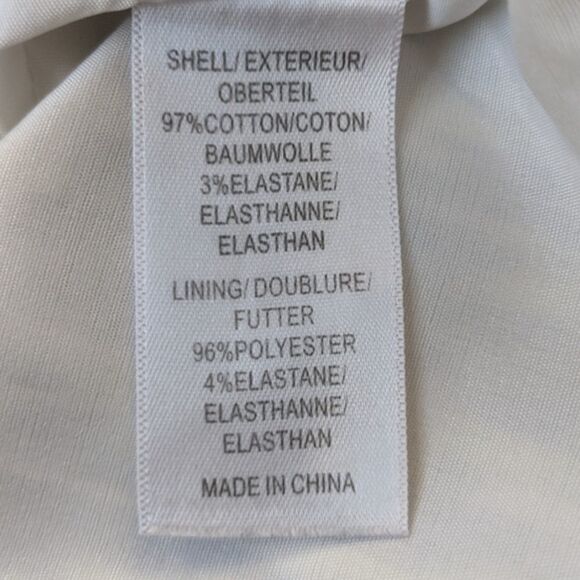 SHELL/ EXTERIEUR/
OBERTEIL
97%COTTON/COTON/
BAUMWOLLE
3%ELASTANE/
ELASTHANNE/
ELASTHAN
LINING/ DOUBLURE/
FUTTER
96%POLYESTER
4%ELASTANE/
ELASTHANNE/
ELASTHAN
MADE IN CHINA